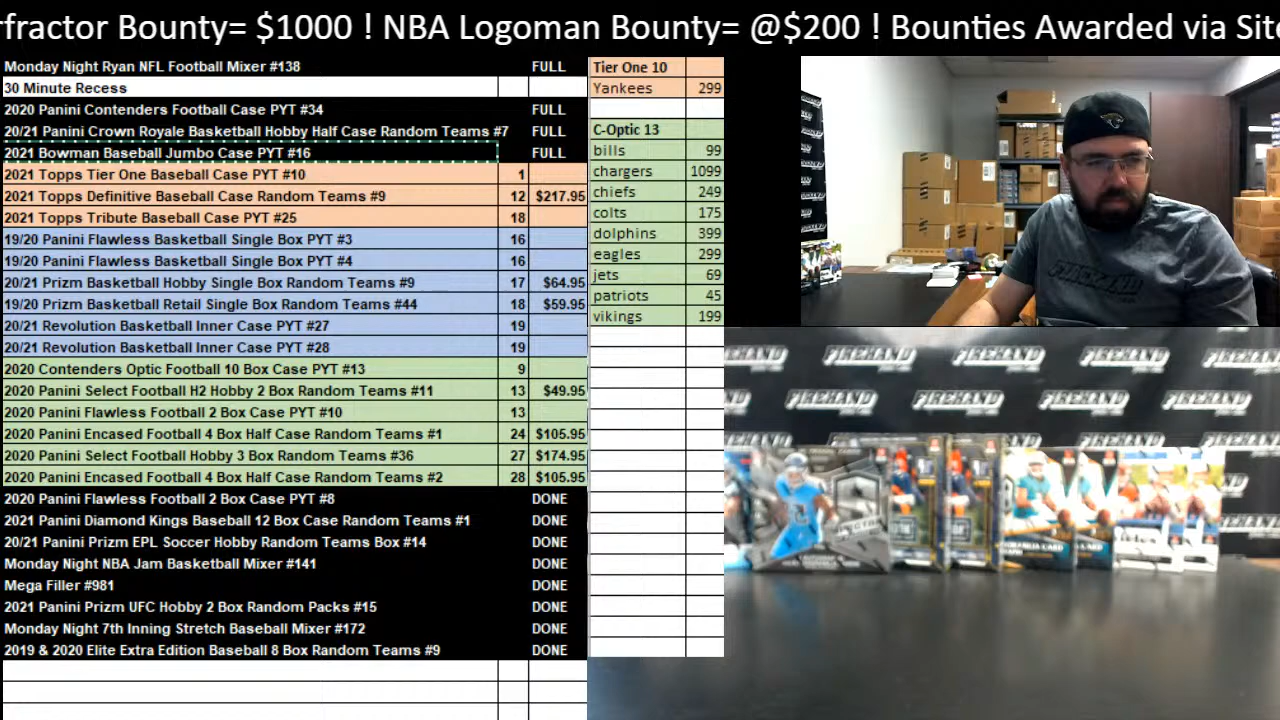 rfractor Bounty= $1000 ! NBA Logoman Bounty= @$200 ! Bounties Awarded via Site
Monday Night Ryan NFL Football Mixer #138 FULL
30 Minute Recess
2020 Panini Contenders Football Case PYT #34 FULL
20/21 Panini Crown Royale Basketball Hobby Half Case Random Teams #7 FULL
2021 Bowman Baseball Jumbo Case PYT #16 FULL
2021 Topps Tier One Baseball Case PYT #10 1
2021 Topps Definitive Baseball Case Random Teams #9 12 $217.95
2021 Topps Tribute Baseball Case PYT #25 18
19/20 Panini Flawless Basketball Single Box PYT #3 16
19/20 Panini Flawless Basketball Single Box PYT #4 16
20/21 Prizm Basketball Hobby Single Box Random Teams #9 17 $64.95
19/20 Prizm Basketball Retail Single Box Random Teams #44 18 $59.95
20/21 Revolution Basketball Inner Case PYT #27 19
20/21 Revolution Basketball Inner Case PYT #28 19
2020 Contenders Optic Football 10 Box Case PYT #13 9
2020 Panini Select Football H2 Hobby 2 Box Random Teams #11 13 $49.95
2020 Panini Flawless Football 2 Box Case PYT #10 13
2020 Panini Encased Football 4 Box Half Case Random Teams #1 24 $105.95
2020 Panini Select Football Hobby 3 Box Random Teams #36 27 $174.95
2020 Panini Encased Football 4 Box Half Case Random Teams #2 28 $105.95
2020 Panini Flawless Football 2 Box Case PYT #8 DONE
2021 Panini Diamond Kings Baseball 12 Box Case Random Teams #1 DONE
20/21 Panini Prizm EPL Soccer Hobby Random Teams Box #14 DONE
Monday Night NBA Jam Basketball Mixer #141 DONE
Mega Filler #981 DONE
2021 Panini Prizm UFC Hobby 2 Box Random Packs #15 DONE
Monday Night 7th Inning Stretch Baseball Mixer #172 DONE
2019 & 2020 Elite Extra Edition Baseball 8 Box Random Teams #9 DONE
Tier One 10
Yankees 299
C-Optic 13
bills 99
chargers 1099
chiefs 249
colts 175
dolphins 399
eagles 299
jets 69
patriots 45
vikings 199
FIREHAND
FIREHAND FIREHAND FIREHAND FIREHAND
FIREHAND FIREHAND FIREHAND
SPECTRA